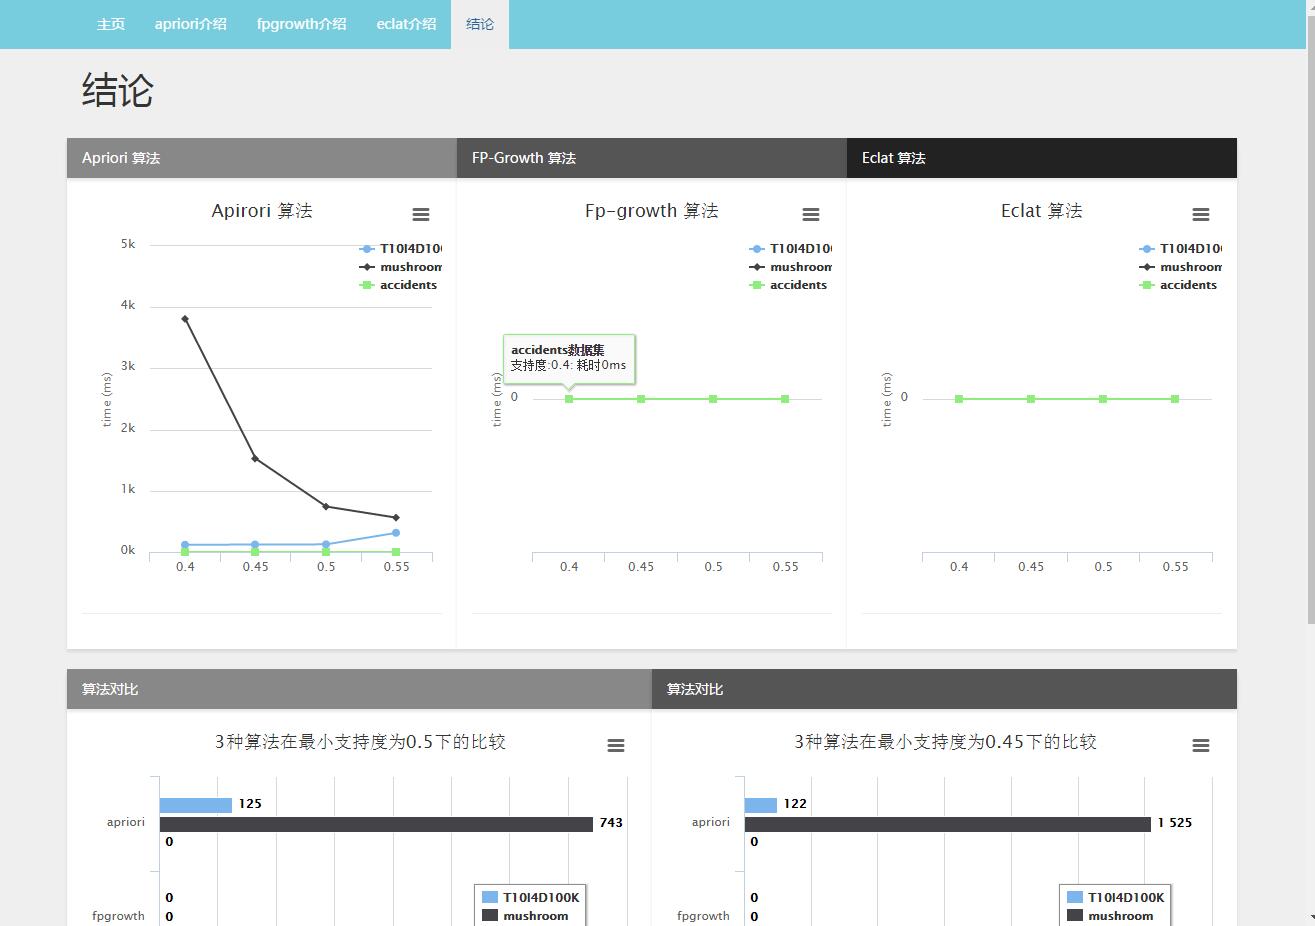 主页
apriori介绍
fpgrowth介绍
eclat介绍
结论
结论
Apriori 算法
FP-Growth 算法
Eclat 算法
Apirori 算法
5k
4k
3k
2k
1k
0k
time (ms)
0.4
0.45
0.5
0.55
T10I4D10
mushroom
accidents
Fp-growth 算法
T10I4D10
mushroom
accidents
accidents数据集
支持度:0.4: 耗时0ms
time (ms)
0
0.4
0.45
0.5
0.55
Eclat 算法
T10I4D10
mushroom
accidents
time (ms)
0
0.4
0.45
0.5
0.55
算法对比
算法对比
3种算法在最小支持度为0.5下的比较
apriori
125
743
0
fpgrowth
0
0
T10I4D100K
mushroom
3种算法在最小支持度为0.45下的比较
apriori
122
1 525
0
fpgrowth
0
0
T10I4D100K
mushroom